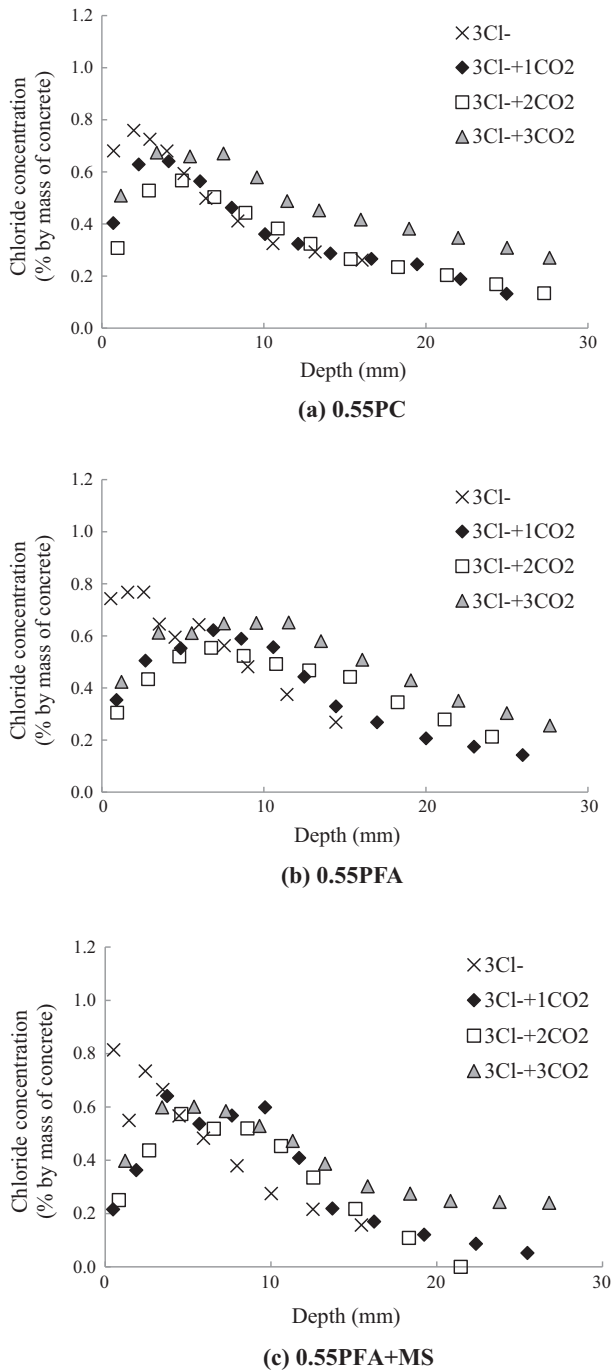 Chloride concentration
(% by mass of concrete)
1.2
1.0
0.8
0.6
0.4
0.2
0.0
3Cl-
3Cl-+1CO2
3Cl-+2CO2
3Cl-+3CO2
0 10 20 30
Depth (mm)
(a) 0.55PC
Chloride concentration
(% by mass of concrete)
1.2
1.0
0.8
0.6
0.4
0.2
0.0
3Cl-
3Cl-+1CO2
3Cl-+2CO2
3Cl-+3CO2
0 10 20 30
Depth (mm)
(b) 0.55PFA
Chloride concentration
(% by mass of concrete)
1.2
1.0
0.8
0.6
0.4
0.2
0.0
3Cl-
3Cl-+1CO2
3Cl-+2CO2
3Cl-+3CO2
0 10 20 30
Depth (mm)
(c) 0.55PFA+MS